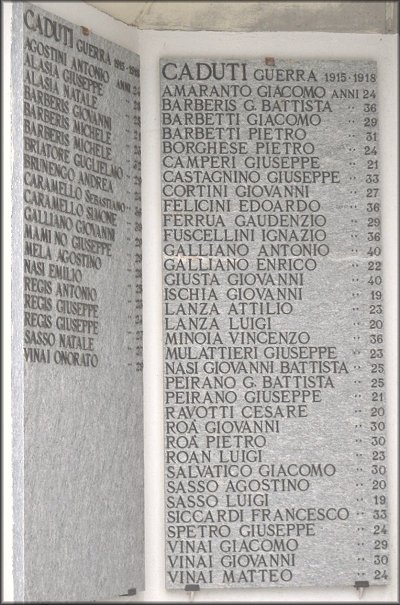 CADUTI GUERRA 1915-1918
AGOSTINI ANTONIO ANNI
ALASIA GIUSEPPE
ALASIA NATALE
BARBERIS GIOVANNI
BARBERIS MICHELE
BARBERIS MICHELE
BRIATORE GUGLIELMO
BRUNENGO ANDREA
CARAMELLO SEBASTIANO
CARAMELLO SIMONE
GALLIANO GIOVANNI
MAMINO GIUSEPPE
MELA AGOSTINO
NASI EMILIO
REGIS ANTONIO
REGIS GIUSEPPE
REGIS GIUSEPPE
SASSO NATALE
VINAI ONORATO
CADUTI GUERRA 1915-1918
AMARANTO GIACOMO ANNI 24
BARBERIS G. BATTISTA " 36
BARBETTI GIACOMO " 29
BARBETTI PIETRO " 31
BORGHESE PIETRO " 24
CAMPERI GIUSEPPE " 21
CASTAGNINO GIUSEPPE " 33
CORTINI GIOVANNI " 27
FELICINI EDOARDO " 36
FERRUA GAUDENZIO " 29
FUSCELLINI IGNAZIO " 36
GALLIANO ANTONIO " 40
GALLIANO ENRICO " 22
GIUSTA GIOVANNI " 40
ISCHIA GIOVANNI " 19
LANZA ATTILIO " 23
LANZA LUIGI " 20
MINOIA VINCENZO " 36
MULATTIERI GIUSEPPE " 23
NASI GIOVANNI BATTISTA " 25
PEIRANO G. BATTISTA " 25
PEIRANO GIUSEPPE " 21
RAVOTTI CESARE " 20
ROA GIOVANNI " 30
ROA PIETRO " 30
ROAN LUIGI " 23
SALVATICO GIACOMO " 30
SASSO AGOSTINO " 20
SASSO LUIGI " 19
SICCARDI FRANCESCO " 33
SPETRO GIUSEPPE " 24
VINAI GIACOMO " 29
VINAI GIOVANNI " 30
VINAI MATTEO " 24